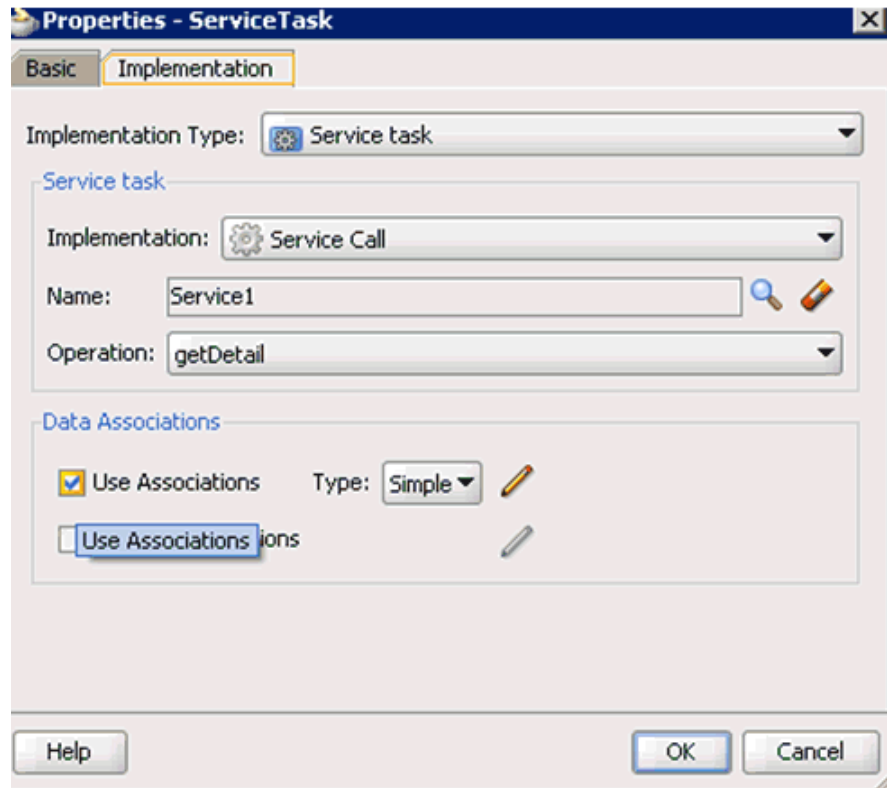 Properties - ServiceTask
Basic Implementation
Implementation Type: Service task
Service task
Implementation: Service Call
Name: Service1
Operation: getDetail
Data Associations
Use Associations Type: Simple
Use Associations ions
Help OK Cancel